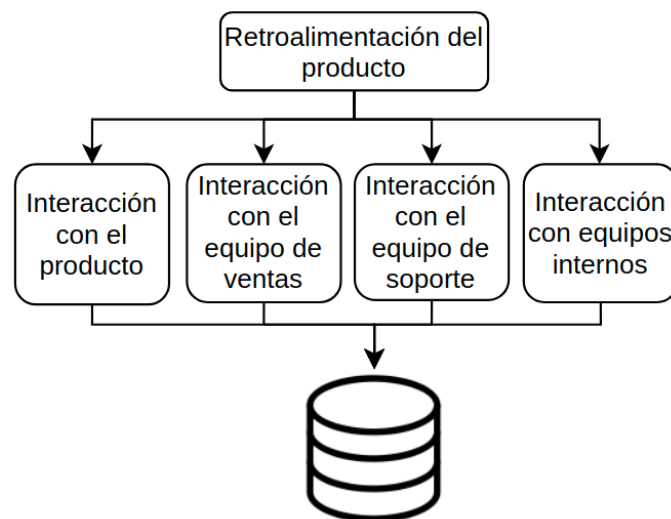 Retroalimentación del
producto
Interacción
con el
producto
Interacción
con el
equipo de
ventas
Interacción
con el
equipo de
soporte
Interacción
con equipos
internos